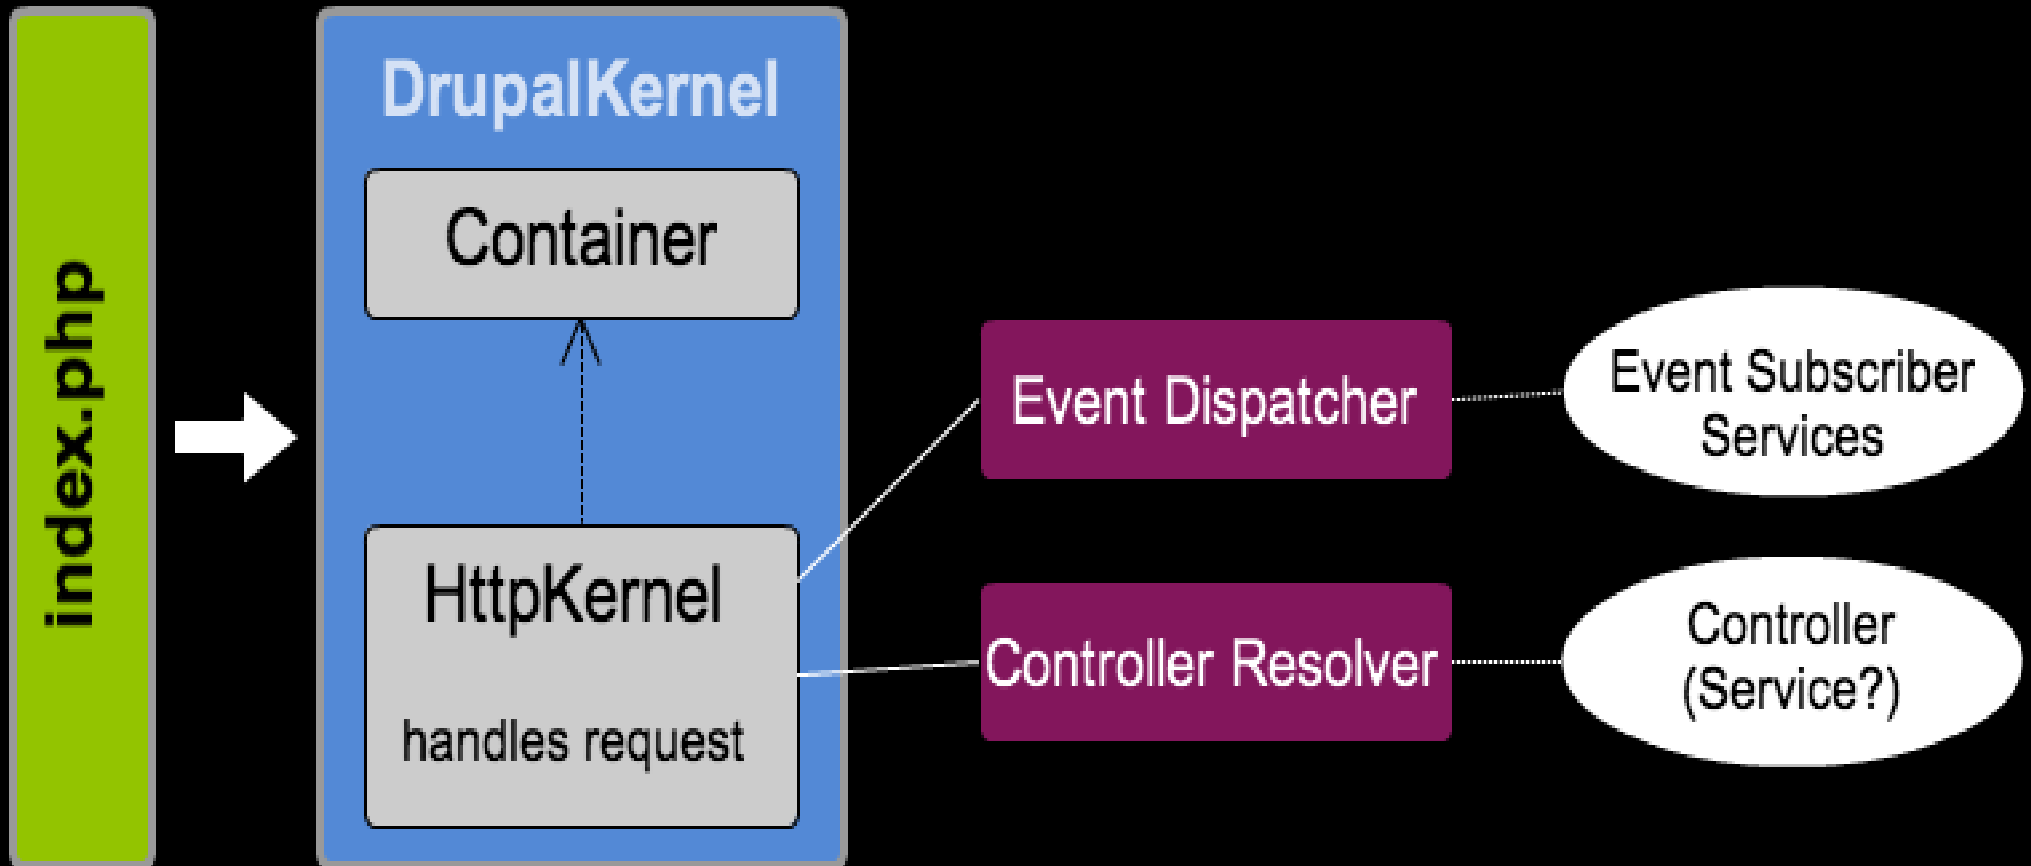 index.php
DrupalKernel
Container
HttpKernel
handles request
Event Dispatcher
Event Subscriber
Services
Controller Resolver
Controller
(Service?)